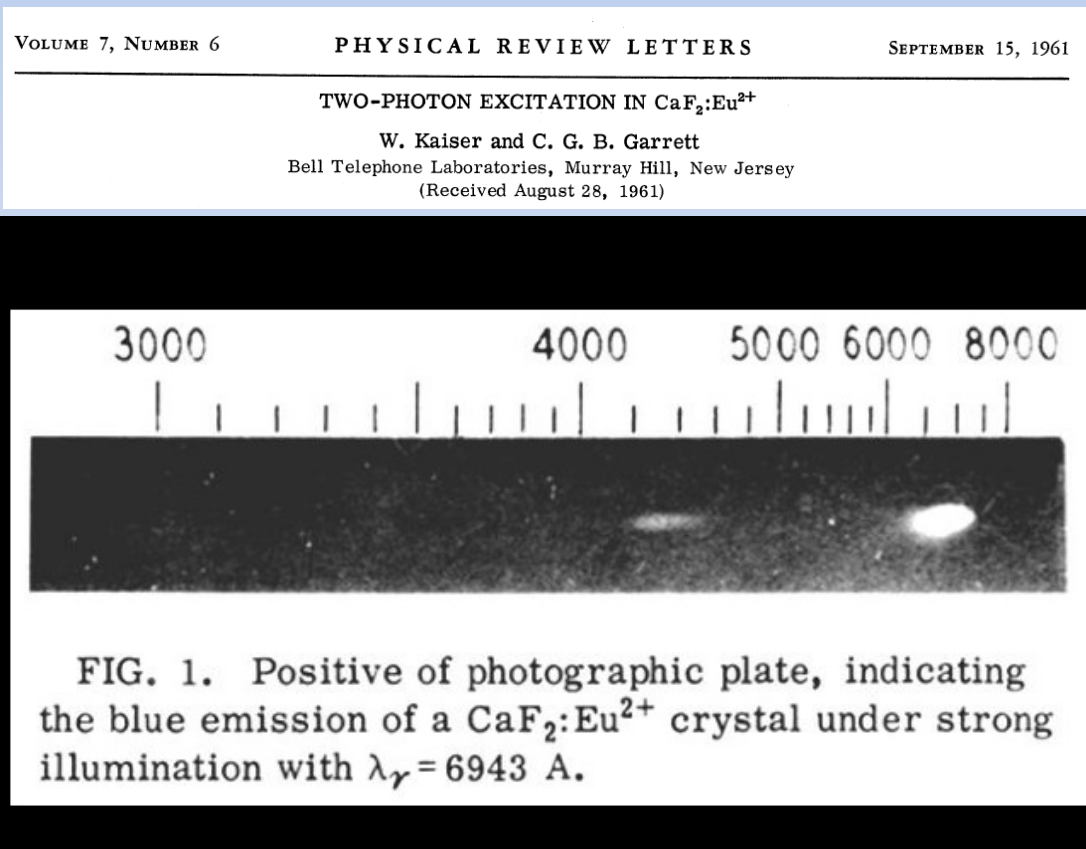 VOLUME 7, NUMBER 6 PHYSICAL REVIEW LETTERS SEPTEMBER 15, 1961
TWO-PHOTON EXCITATION IN CaF₂:Eu²⁺
W. Kaiser and C. G. B. Garrett
Bell Telephone Laboratories, Murray Hill, New Jersey
(Received August 28, 1961)
3000 4000 5000 6000 8000
FIG. 1. Positive of photographic plate, indicating
the blue emission of a CaF₂:Eu²⁺ crystal under strong
illumination with λᵣ = 6943 A.